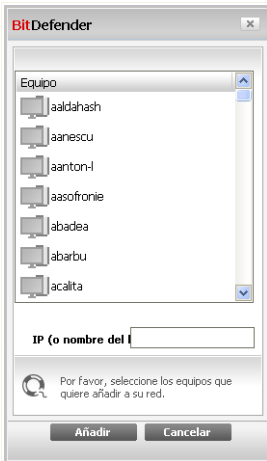 BitDefender
Equipo
aaldahash
aanescu
aanton-l
aasofronie
abadea
abarbu
acalita
IP (o nombre del
Por favor, seleccione los equipos que
quiere añadir a su red.
Añadir Cancelar